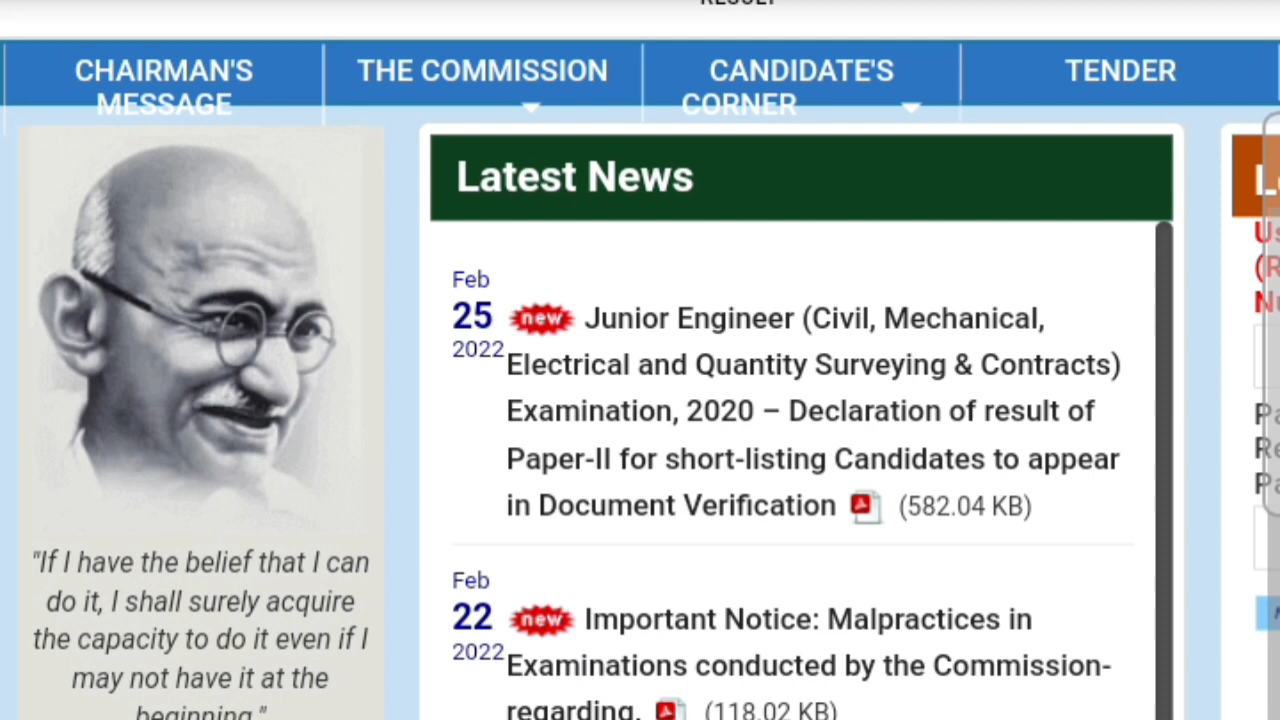 RESULT
CHAIRMAN'S
MESSAGE
THE COMMISSION
CANDIDATE'S
CORNER
TENDER
"If I have the belief that I can
do it, I shall surely acquire
the capacity to do it even if I
may not have it at the
beginning."
Latest News
Feb
25
2022
new Junior Engineer (Civil, Mechanical,
Electrical and Quantity Surveying & Contracts)
Examination, 2020 – Declaration of result of
Paper-II for short-listing Candidates to appear
in Document Verification (582.04 KB)
Feb
22
2022
new Important Notice: Malpractices in
Examinations conducted by the Commission-
regarding. (118.02 KB)